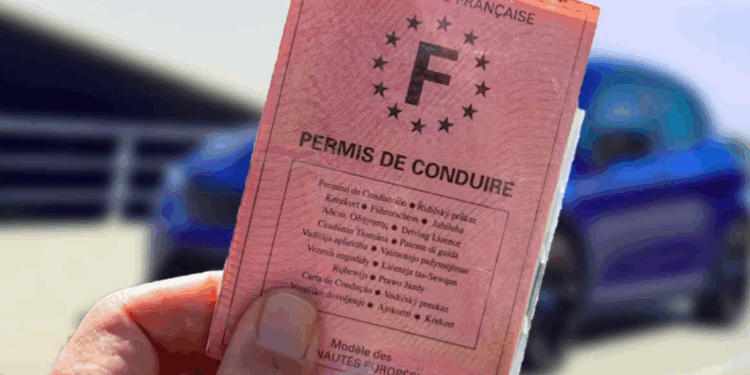 FRANÇAISE
F
PERMIS DE CONDUIRE
Permiso de Conducción ● Řidičský průkaz
Kørekort ● Führerschein ● Juhiluba
Άδεια Οδήγησης ● Driving Licence
Ceadúnas Tiomána ● Patente di guida
Vadītāja apliecība ● Vairuotojo pažymėjimas
Vezetői engedély ● Liċenzja tas-Sewqan
Rijbewijs ● Prawo Jazdy
Carta de Condução ● Vodičský preukaz
Vozniško dovoljenje ● Ajokortti ● Körkort
Modèle des